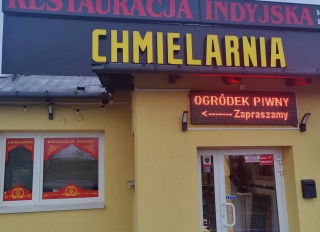 RESTAURACJA INDYJSKA
CHMIELARNIA
OGRÓDEK PIWNY
<------- Zapraszamy